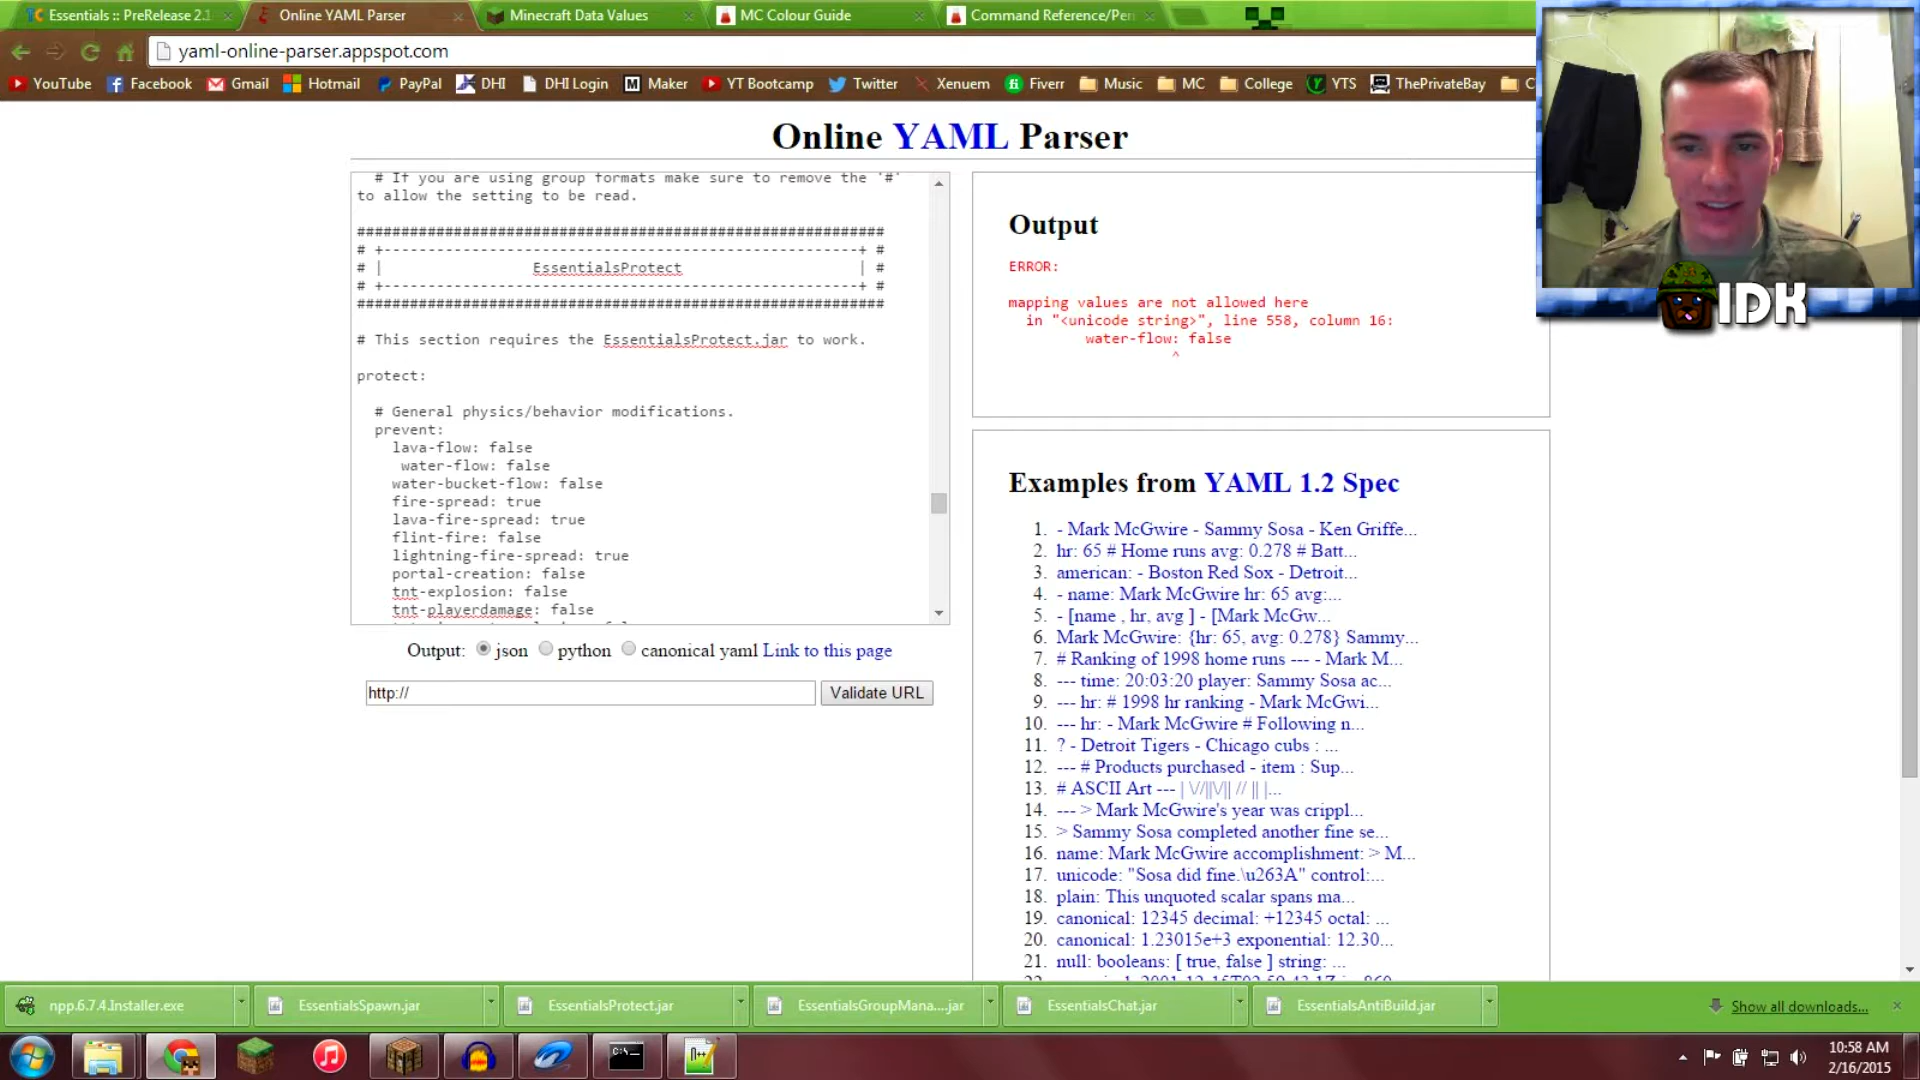 Essentials :: PreRelease 2.1
Online YAML Parser
Minecraft Data Values
MC Colour Guide
Command Reference/Per
yaml-online-parser.appspot.com
YouTube
Facebook
Gmail
Hotmail
PayPal
DHI
DHI Login
Maker
YT Bootcamp
Twitter
Xenuem
Fiverr
Music
MC
College
YTS
ThePrivateBay
Online YAML Parser
# If you are using group formats make sure to remove the '#'
to allow the setting to be read.
############################################################
# +------------------------------------------------------+ #
# | EssentialsProtect | #
# +------------------------------------------------------+ #
############################################################
# This section requires the EssentialsProtect.jar to work.
protect:
# General physics/behavior modifications.
prevent:
lava-flow: false
water-flow: false
water-bucket-flow: false
fire-spread: true
lava-fire-spread: true
flint-fire: false
lightning-fire-spread: true
portal-creation: false
tnt-explosion: false
tnt-playerdamage: false
Output: json python canonical yaml Link to this page
http://
Validate URL
Output
ERROR:
mapping values are not allowed here
in "<unicode string>", line 558, column 16:
water-flow: false
^
Examples from YAML 1.2 Spec
1. - Mark McGwire - Sammy Sosa - Ken Griffe...
2. hr: 65 # Home runs avg: 0.278 # Batt...
3. american: - Boston Red Sox - Detroit...
4. - name: Mark McGwire hr: 65 avg:...
5. - [name , hr, avg ] - [Mark McGw...
6. Mark McGwire: {hr: 65, avg: 0.278} Sammy...
7. # Ranking of 1998 home runs --- - Mark M...
8. --- time: 20:03:20 player: Sammy Sosa ac...
9. --- hr: # 1998 hr ranking - Mark McGwi...
10. --- hr: - Mark McGwire # Following n...
11. ? - Detroit Tigers - Chicago cubs : ...
12. --- # Products purchased - item : Sup...
13. # ASCII Art --- | \//||\/|| // || |...
14. --- > Mark McGwire's year was crippl...
15. > Sammy Sosa completed another fine se...
16. name: Mark McGwire accomplishment: > M...
17. unicode: "Sosa did fine.\u263A" control:...
18. plain: This unquoted scalar spans ma...
19. canonical: 12345 decimal: +12345 octal: ...
20. canonical: 1.23015e+3 exponential: 12.30...
21. null: booleans: [ true, false ] string: ...
IDK
npp.6.7.4.Installer.exe
EssentialsSpawn.jar
EssentialsProtect.jar
EssentialsGroupMana....jar
EssentialsChat.jar
EssentialsAntiBuild.jar
Show all downloads...
10:58 AM
2/16/2015